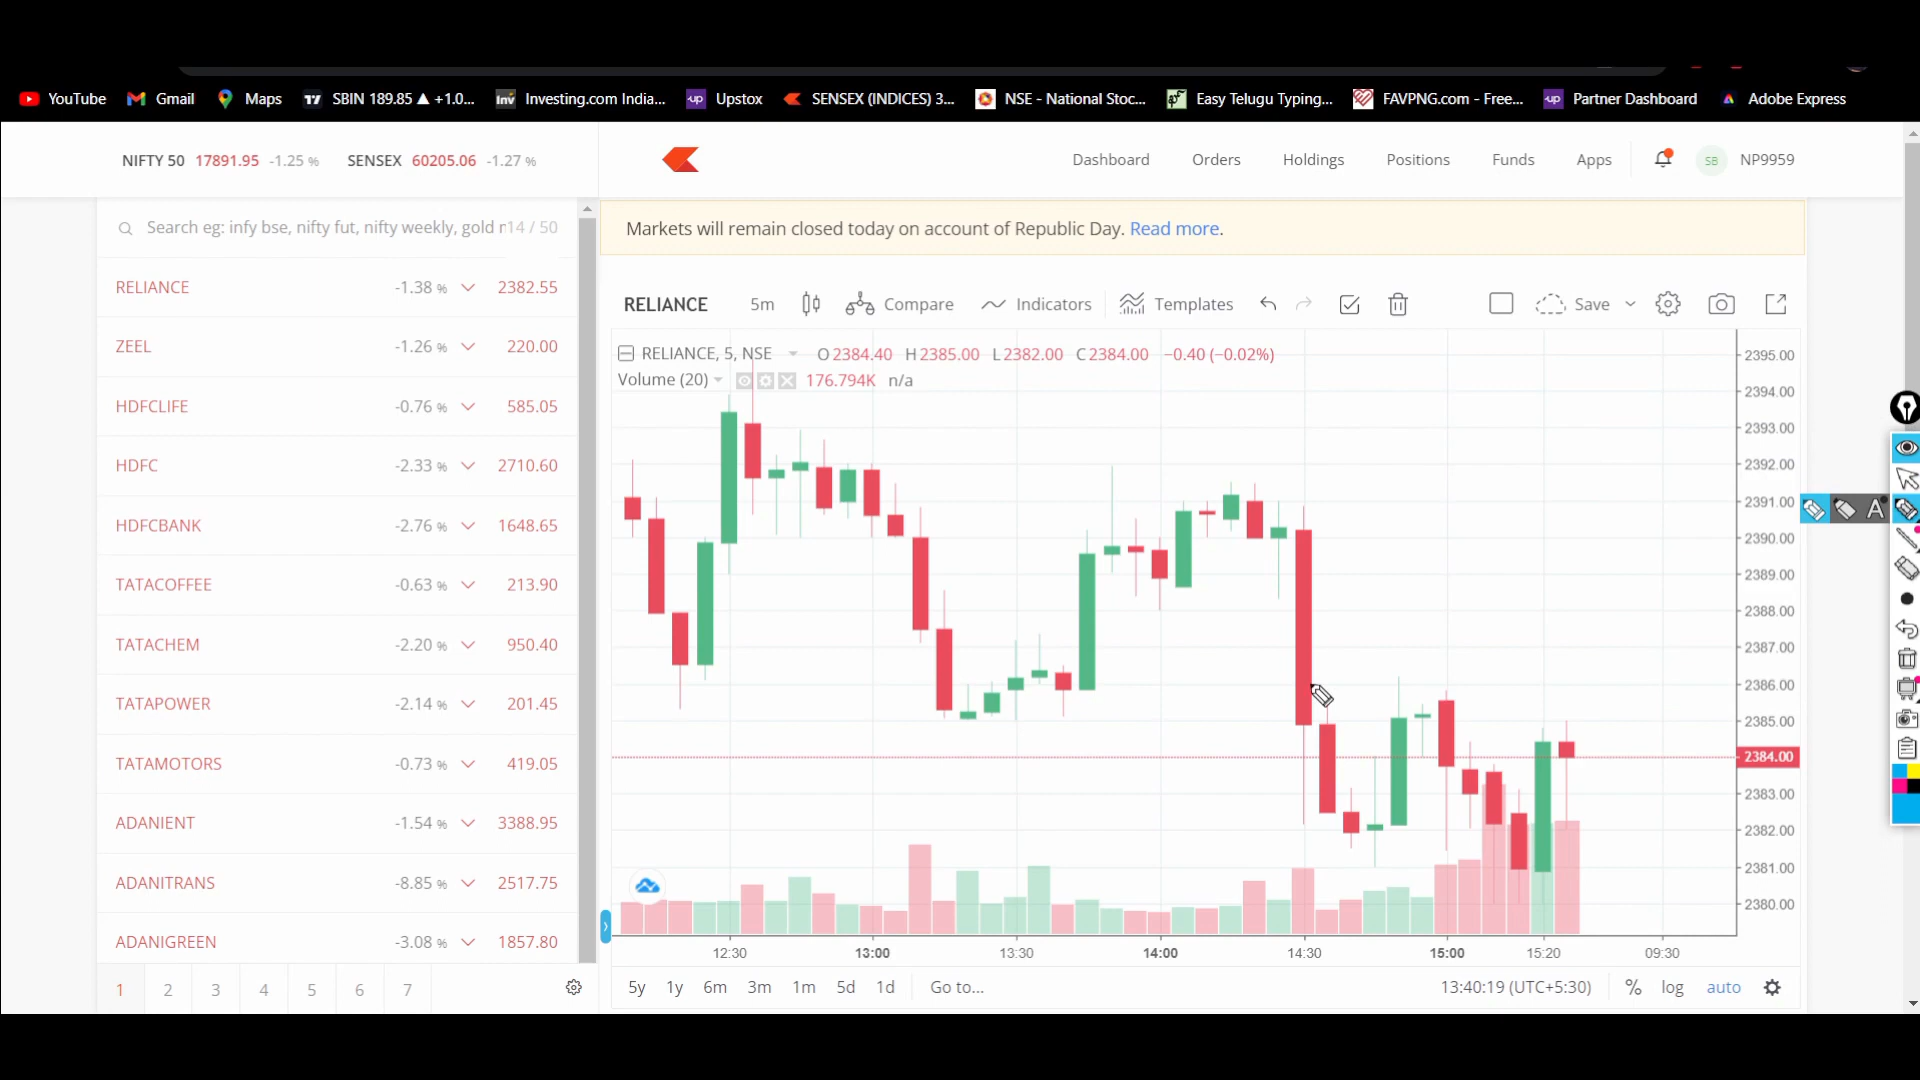 YouTube Gmail Maps SBIN 189.85 ▲ +1.0... Investing.com India... Upstox SENSEX (INDICES) 3... NSE - National Stoc... Easy Telugu Typing... FAVPNG.com - Free... Partner Dashboard Adobe Express
NIFTY 50 17891.95 -1.25 % SENSEX 60205.06 -1.27 %
Dashboard Orders Holdings Positions Funds Apps SB NP9959
Search eg: infy bse, nifty fut, nifty weekly, gold 14 / 50
RELIANCE -1.38 % 2382.55
ZEEL -1.26 % 220.00
HDFCLIFE -0.76 % 585.05
HDFC -2.33 % 2710.60
HDFCBANK -2.76 % 1648.65
TATACOFFEE -0.63 % 213.90
TATACHEM -2.20 % 950.40
TATAPOWER -2.14 % 201.45
TATAMOTORS -0.73 % 419.05
ADANIENT -1.54 % 3388.95
ADANITRANS -8.85 % 2517.75
ADANIGREEN -3.08 % 1857.80
1 2 3 4 5 6 7
Markets will remain closed today on account of Republic Day. Read more.
RELIANCE 5m Compare Indicators Templates Save
RELIANCE, 5, NSE O 2384.40 H 2385.00 L 2382.00 C 2384.00 −0.40 (−0.02%)
Volume (20) 176.794K n/a
2395.00
2394.00
2393.00
2392.00
2391.00
2390.00
2389.00
2388.00
2387.00
2386.00
2385.00
2384.00
2383.00
2382.00
2381.00
2380.00
12:30 13:00 13:30 14:00 14:30 15:00 15:20 09:30
5y 1y 6m 3m 1m 5d 1d Go to... 13:40:19 (UTC+5:30) % log auto
A